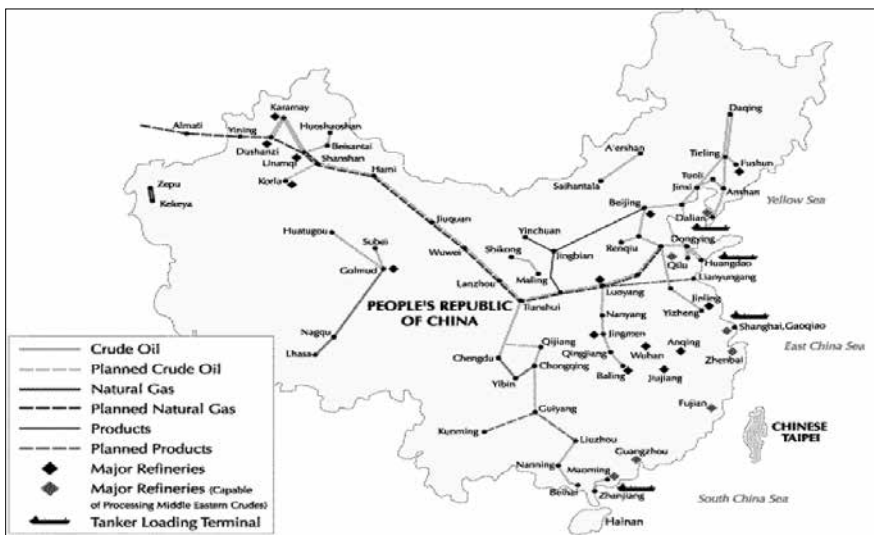 Karamay
Almati
Yining
Huoshaoshan
Dushanzi
Beisantai
Urumqi
Shanshan
Korla
Hami
Zepu
Kekeya
Huatugou
Subei
Golmud
Jiuquan
Wuwei
Lanzhou
Nagqu
Lhasa
A'ershan
Saihantala
Daqing
Tieling
Fushun
Tuoli
Jinxi
Anshan
Beijing
Dalian
Yellow Sea
Yinchuan
Shikong
Jingbian
Maling
Renqiu
Dongying
Qilu
Huangdao
Lianyungang
Tianshui
Luoyang
PEOPLE'S REPUBLIC
OF CHINA
Nanyang
Jinling
Yizheng
Shanghai, Gaoqiao
East China Sea
Jingmen
Qijiang
Chengdu
Chongqing
Qingjiang
Wuhan
Anqing
Zhenbai
Yibin
Baling
Jiujiang
Guiyang
Kunming
Fujian
CHINESE
TAIPEI
Liuzhou
Guangzhou
Nanning
Maoming
Beihai
Zhanjiang
South China Sea
Hainan
Crude Oil
Planned Crude Oil
Natural Gas
Planned Natural Gas
Products
Planned Products
Major Refineries
Major Refineries (Capable
of Processing Middle Eastern Crudes)
Tanker Loading Terminal